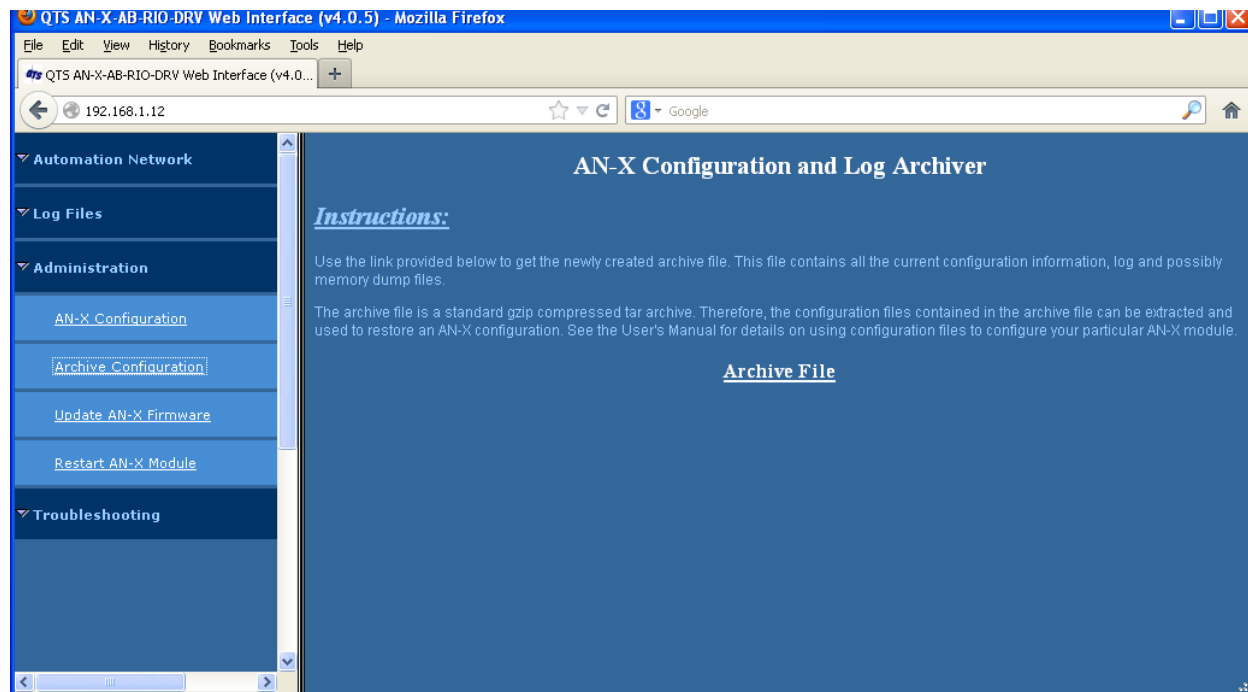 QTS AN-X-AB-RIO-DRV Web Interface (v4.0.5) - Mozilla Firefox
File Edit View History Bookmarks Tools Help
QTS QTS AN-X-AB-RIO-DRV Web Interface (v4.0... +
192.168.1.12 8 Google
Automation Network
Log Files
Administration
AN-X Configuration
Archive Configuration
Update AN-X Firmware
Restart AN-X Module
Troubleshooting
AN-X Configuration and Log Archiver
Instructions:
Use the link provided below to get the newly created archive file. This file contains all the current configuration information, log and possibly
memory dump files.
The archive file is a standard gzip compressed tar archive. Therefore, the configuration files contained in the archive file can be extracted and
used to restore an AN-X configuration. See the User's Manual for details on using configuration files to configure your particular AN-X module.
Archive File